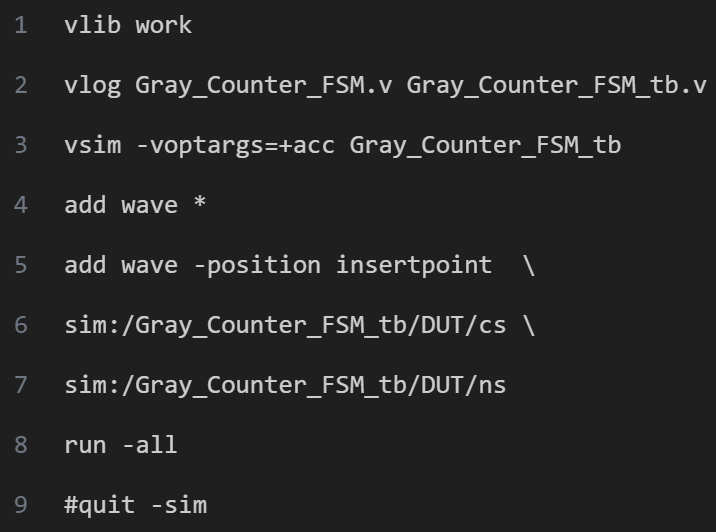 1 vlib work
2 vlog Gray_Counter_FSM.v Gray_Counter_FSM_tb.v
3 vsim -voptargs=+acc Gray_Counter_FSM_tb
4 add wave *
5 add wave -position insertpoint  \
6 sim:/Gray_Counter_FSM_tb/DUT/cs \
7 sim:/Gray_Counter_FSM_tb/DUT/ns
8 run -all
9 #quit -sim